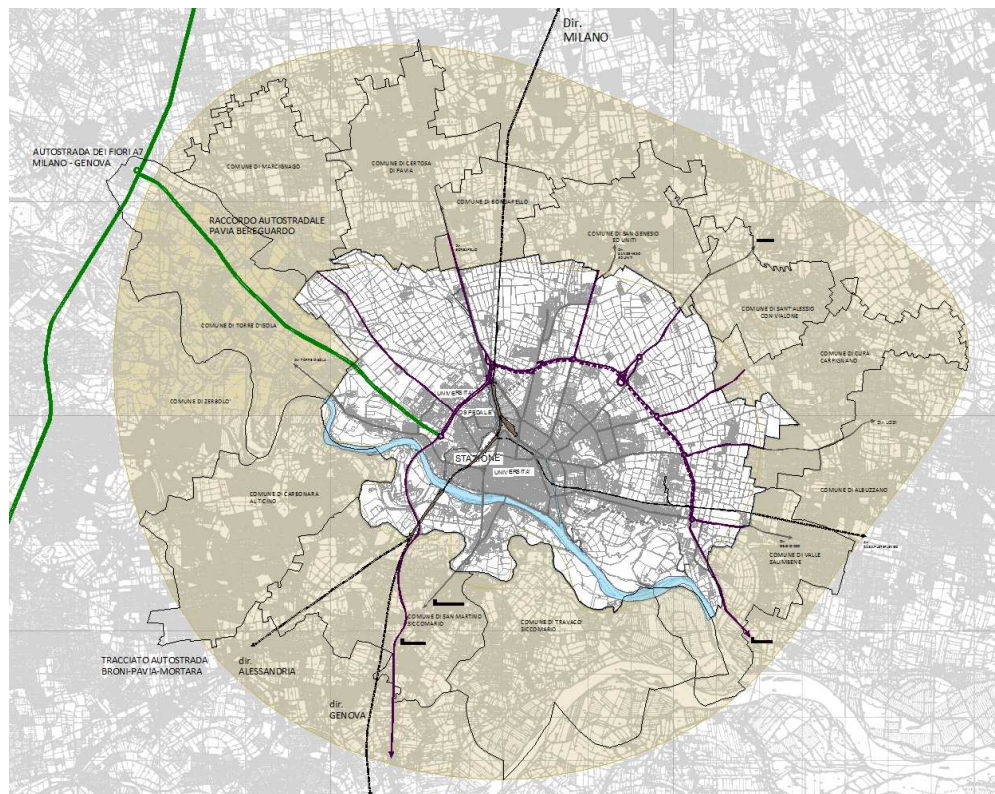 Dir.
MILANO
AUTOSTRADA DEI FIORI A7
MILANO - GENOVA
COMUNE DI MARCIGNAGO
COMUNE DI CERTOSA
DI PAVIA
COMUNE DI BORGARELLO
RACCORDO AUTOSTRADALE
PAVIA BEREGUARDO
COMUNE DI SAN GENESIO
ED UNITI
COMUNE DI SANT'ALESSIO
CON VIALONE
COMUNE DI TORRE D'ISOLA
COMUNE DI CURA
CARPIGNANO
COMUNE DI ZERBOLO'
UNIVERSITA'
OSPEDALE
Dir. LODI
STAZIONE
UNIVERSITA'
COMUNE DI CARBONARA
AL TICINO
COMUNE DI ALBUZZANO
COMUNE DI VALLE
SALIMBENE
COMUNE DI SAN MARTINO
SICCOMARIO
COMUNE DI TRAVACO'
SICCOMARIO
TRACCIATO AUTOSTRADA
BRONI-PAVIA-MORTARA
dir.
ALESSANDRIA
dir.
GENOVA